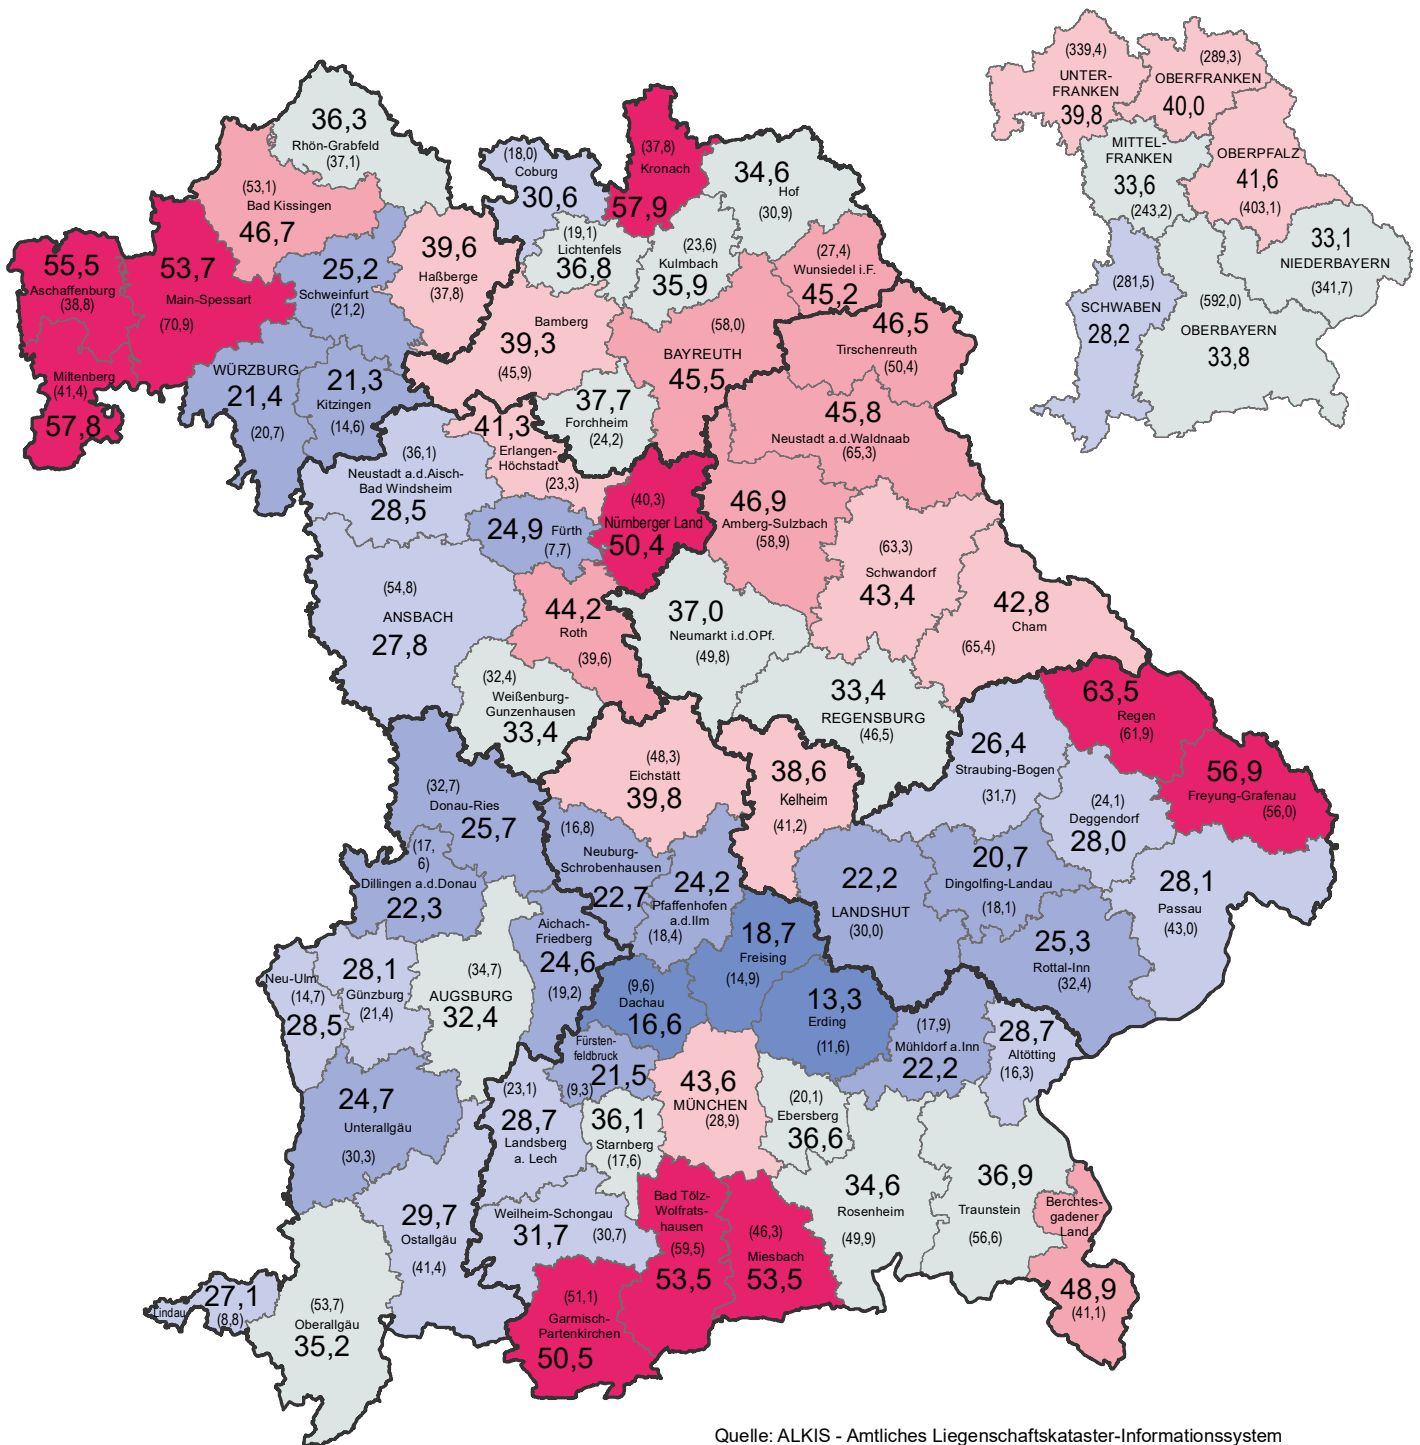 36,3
Rhön-Grabfeld
(37,1)
(53,1)
Bad Kissingen
46,7
55,5
Aschaffenburg
(38,8)
53,7
Main-Spessart
(70,9)
Miltenberg
(41,4)
57,8
25,2
Schweinfurt
(21,2)
39,6
Haßberge
(37,8)
WÜRZBURG
21,4
(20,7)
21,3
Kitzingen
(14,6)
(18,0)
Coburg
30,6
(37,8)
Kronach
57,9
34,6
Hof
(30,9)
(19,1)
Lichtenfels
36,8
(23,6)
Kulmbach
35,9
(27,4)
Wunsiedel i.F.
45,2
Bamberg
39,3
(45,9)
(58,0)
BAYREUTH
45,5
37,7
Forchheim
(24,2)
46,5
Tirschenreuth
(50,4)
45,8
Neustadt a.d.Waldnaab
(65,3)
46,9
Amberg-Sulzbach
(58,9)
(63,3)
Schwandorf
43,4
42,8
Cham
(65,4)
37,0
Neumarkt i.d.OPf.
(49,8)
33,4
REGENSBURG
(46,5)
(36,1)
Neustadt a.d.Aisch-
Bad Windsheim
28,5
41,3
Erlangen-
Höchstadt
(23,3)
24,9
Fürth
(7,7)
(40,3)
Nürnberger Land
50,4
(54,8)
ANSBACH
27,8
44,2
Roth
(39,6)
(32,4)
Weißenburg-
Gunzenhausen
33,4
63,5
Regen
(61,9)
56,9
Freyung-Grafenau
(56,0)
26,4
Straubing-Bogen
(31,7)
(24,1)
Deggendorf
28,0
28,1
Passau
(43,0)
38,6
Kelheim
(41,2)
22,2
LANDSHUT
(30,0)
20,7
Dingolfing-Landau
(18,1)
25,3
Rottal-Inn
(32,4)
(32,7)
Donau-Ries
25,7
(17,
6)
Dillingen a.d.Donau
22,3
Neu-Ulm
(14,7)
28,5
28,1
Günzburg
(21,4)
(34,7)
AUGSBURG
32,4
Aichach-
Friedberg
24,6
(19,2)
24,7
Unterallgäu
(30,3)
29,7
Ostallgäu
(41,4)
Lindau
27,1
(8,8)
(53,7)
Oberallgäu
35,2
(48,3)
Eichstätt
39,8
(16,8)
Neuburg-
Schrobenhausen
22,7
24,2
Pfaffenhofen
a.d.Ilm
(18,4)
18,7
Freising
(14,9)
(9,6)
Dachau
16,6
13,3
Erding
(11,6)
(17,9)
Mühldorf a.Inn
22,2
28,7
Altötting
(16,3)
Fürsten-
feldbruck
(9,3)
21,5
(23,1)
28,7
Landsberg
a. Lech
36,1
Starnberg
(17,6)
43,6
MÜNCHEN
(28,9)
(20,1)
Ebersberg
36,6
Weilheim-Schongau
31,7
(30,7)
(51,1)
Garmisch-
Partenkirchen
50,5
Bad Tölz-
Wolfrats-
hausen
(59,5)
53,5
(46,3)
Miesbach
53,5
34,6
Rosenheim
(49,9)
36,9
Traunstein
(56,6)
Berchtes-
gadener
Land
48,9
(41,1)
(339,4)
UNTER-
FRANKEN
39,8
(289,3)
OBERFRANKEN
40,0
MITTEL-
FRANKEN
33,6
(243,2)
OBERPFALZ
41,6
(403,1)
33,1
NIEDERBAYERN
(341,7)
(281,5)
SCHWABEN
28,2
(592,0)
OBERBAYERN
33,8
Quelle: ALKIS - Amtliches Liegenschaftskataster-Informationssystem